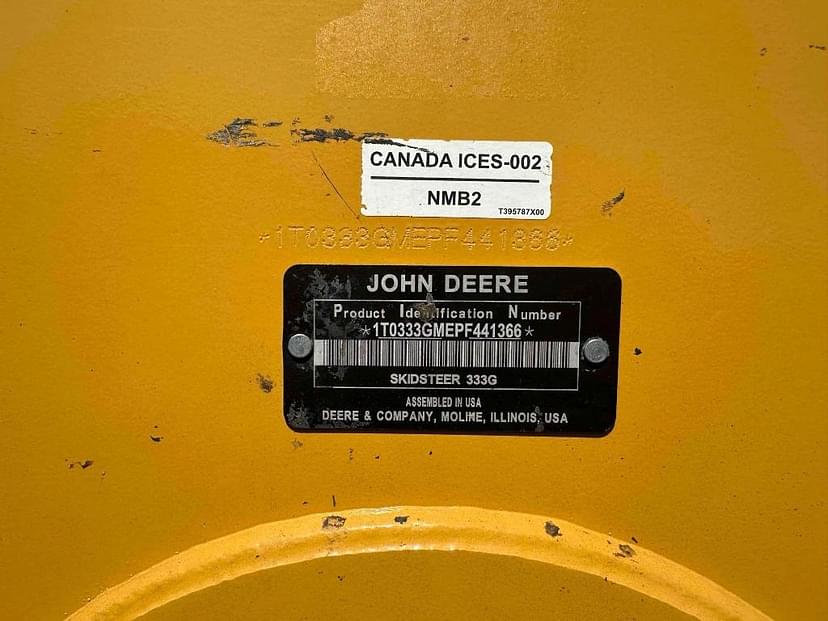 CANADA ICES-002
NMB2
T395787X00
*1T0333GMEPF441366*
JOHN DEERE
Product Identification Number
*1T0333GMEPF441366*
SKIDSTEER 333G
ASSEMBLED IN USA
DEERE & COMPANY, MOLINE, ILLINOIS, USA